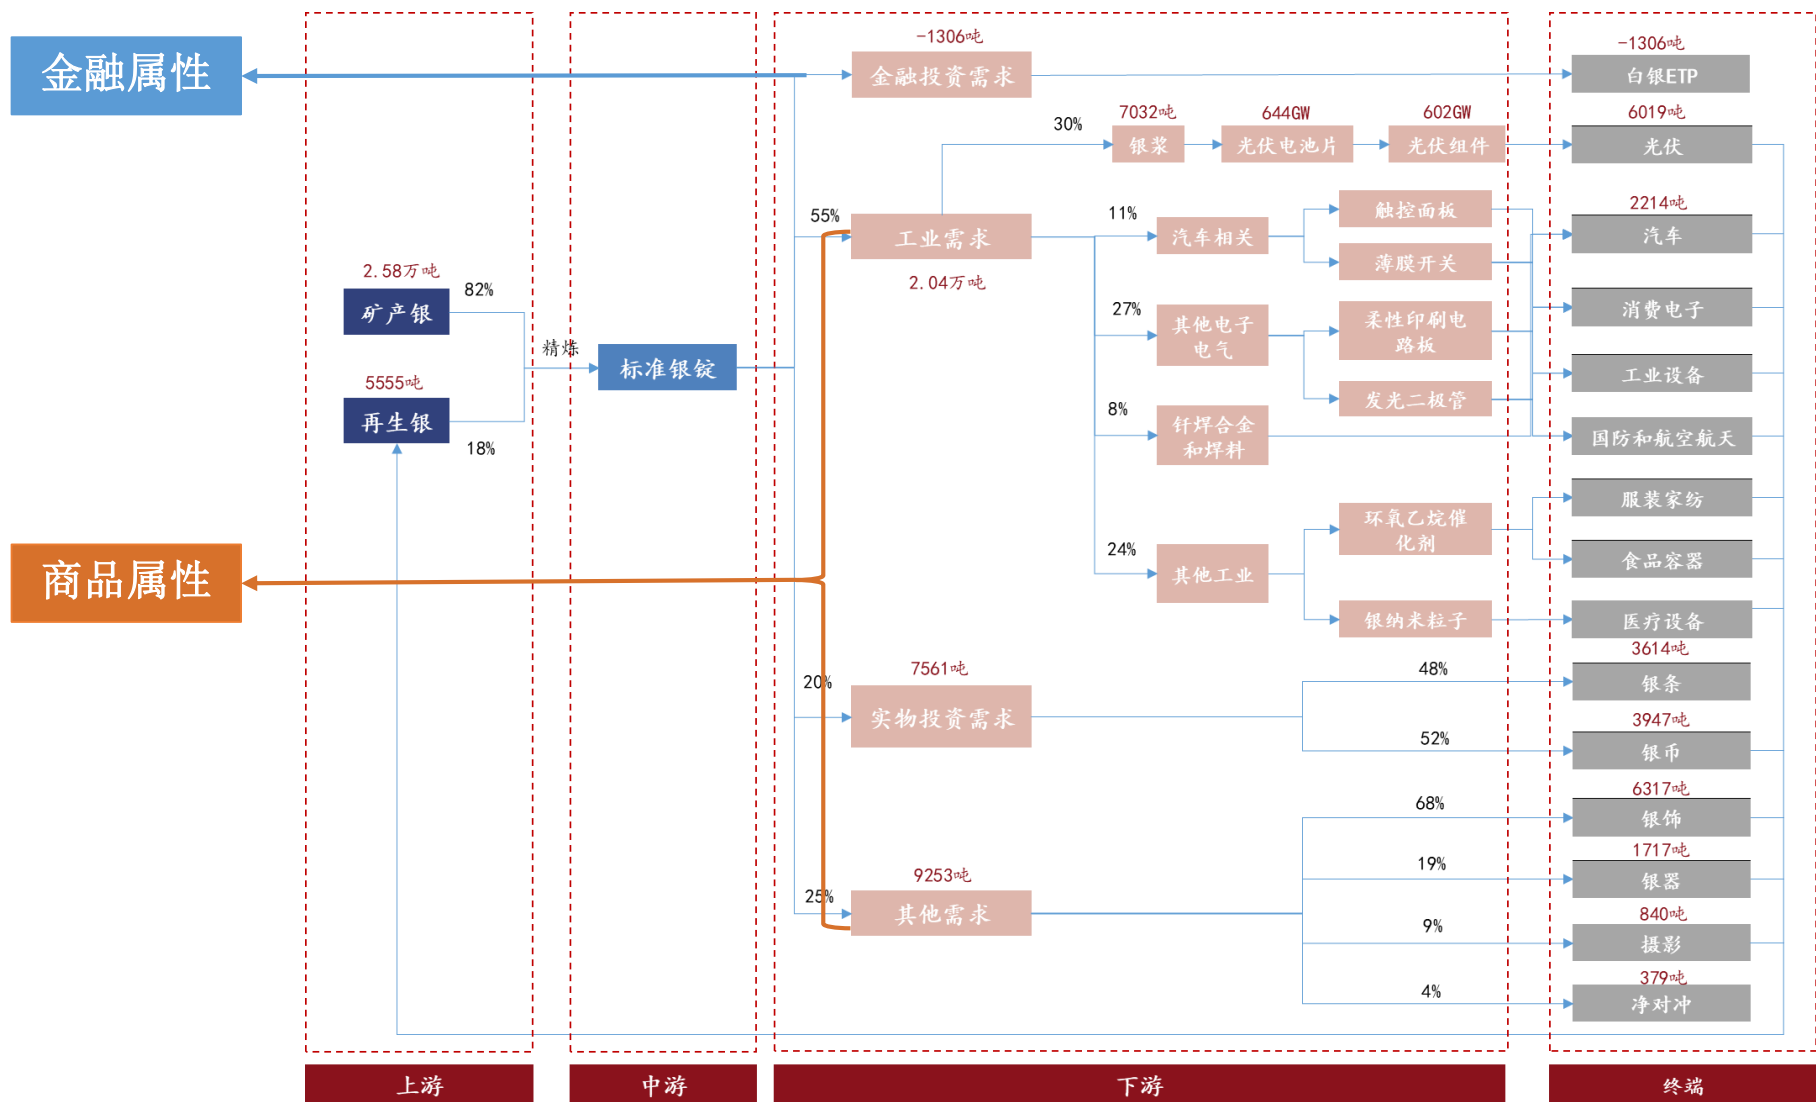 金融属性
商品属性
2.58万吨
矿产银
82%
5555吨
再生银
18%
精炼
标准银锭
-1306吨
金融投资需求
55%
工业需求
2.04万吨
20%
7561吨
实物投资需求
25%
9253吨
其他需求
30%
7032吨
银浆
644GW
光伏电池片
602GW
光伏组件
11%
汽车相关
触控面板
薄膜开关
27%
其他电子
电气
柔性印刷电
路板
发光二极管
8%
钎焊合金
和焊料
24%
其他工业
环氧乙烷催
化剂
银纳米粒子
48%
52%
68%
19%
9%
4%
-1306吨
白银ETP
6019吨
光伏
2214吨
汽车
消费电子
工业设备
国防和航空航天
服装家纺
食品容器
医疗设备
3614吨
银条
3947吨
银币
6317吨
银饰
1717吨
银器
840吨
摄影
379吨
净对冲
上游
中游
下游
终端